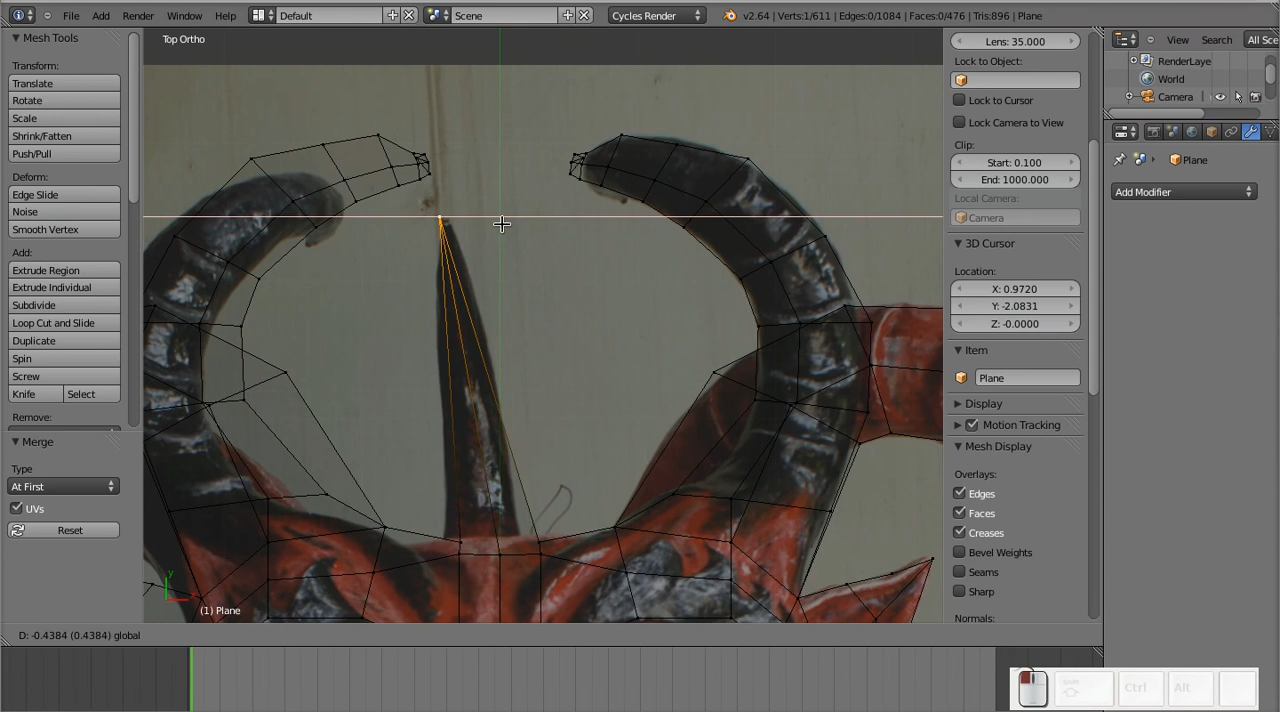 File Add Render Window Help Default Scene Cycles Render v2.64 | Verts:1/611 | Edges:0/1084 | Faces:0/476 | Tris:896 | Plane
Mesh Tools
Transform:
Translate
Rotate
Scale
Shrink/Fatten
Push/Pull
Deform:
Edge Slide
Noise
Smooth Vertex
Add:
Extrude Region
Extrude Individual
Subdivide
Loop Cut and Slide
Duplicate
Spin
Screw
Knife Select
Remove:
Merge
Type
At First
UVs
Reset
Top Ortho
y
(1) Plane
D: -0.4384 (0.4384) global
Lens: 35.000
Lock to Object:
Lock to Cursor
Lock Camera to View
Clip:
Start: 0.100
End: 1000.000
Local Camera:
Camera
3D Cursor
Location:
X: 0.9720
Y: -2.0831
Z: -0.0000
Item
Plane
Display
Motion Tracking
Mesh Display
Overlays:
Edges
Faces
Creases
Bevel Weights
Seams
Sharp
Normals:
View Search All Sce
RenderLaye
World
Camera
Plane
Add Modifier
Ctrl Alt